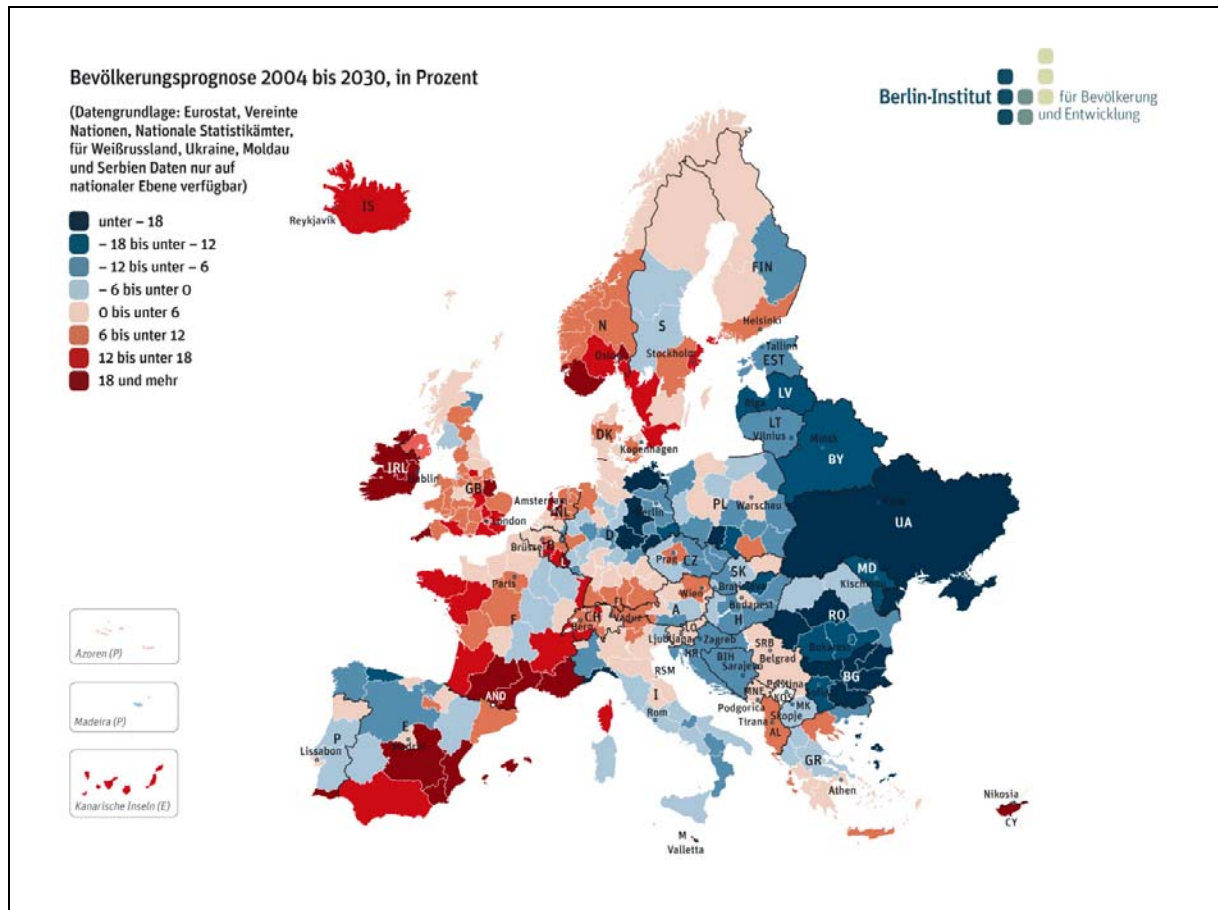 Bevölkerungsprognose 2004 bis 2030, in Prozent
(Datengrundlage: Eurostat, Vereinte
Nationen, Nationale Statistikämter,
für Weißrussland, Ukraine, Moldau
und Serbien Daten nur auf
nationaler Ebene verfügbar)
unter – 18
– 18 bis unter – 12
– 12 bis unter – 6
– 6 bis unter 0
0 bis unter 6
6 bis unter 12
12 bis unter 18
18 und mehr
Berlin-Institut
für Bevölkerung
und Entwicklung
IS
Reykjavík
FIN
N
S
Helsinki
Oslo
Stockholm
Tallinn
EST
LV
Riga
LT
Vilnius
Minsk
BY
DK
Kopenhagen
IRL
Dublin
GB
London
Amsterdam
NL
Berlin
PL
Warschau
UA
D
Brüssel
B
L
Prag
CZ
Paris
SK
Bratislava
MD
Kischinau
Wien
F
FL
CH
Bern
Vaduz
A
Budapest
H
RO
SLO
Ljubljana
Zagreb
HR
SRB
Belgrad
Bukarest
BIH
Sarajevo
RSM
AND
BG
Sofia
Pristina
KOS
MNE
Podgorica
MK
Skopje
Tirana
AL
I
Rom
E
Madrid
P
Lissabon
GR
Athen
Nikosia
CY
M
Valletta
Azoren (P)
Madeira (P)
Kanarische Inseln (E)